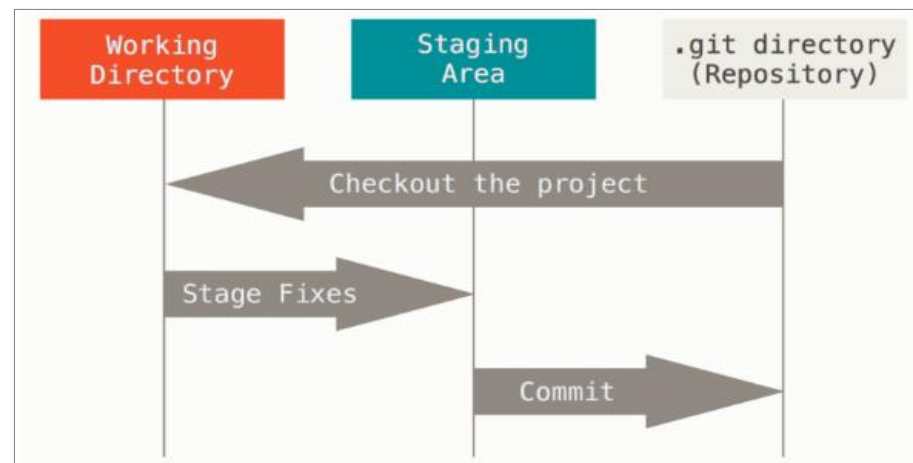 Working
Directory
Staging
Area
.git directory
(Repository)
Checkout the project
Stage Fixes
Commit